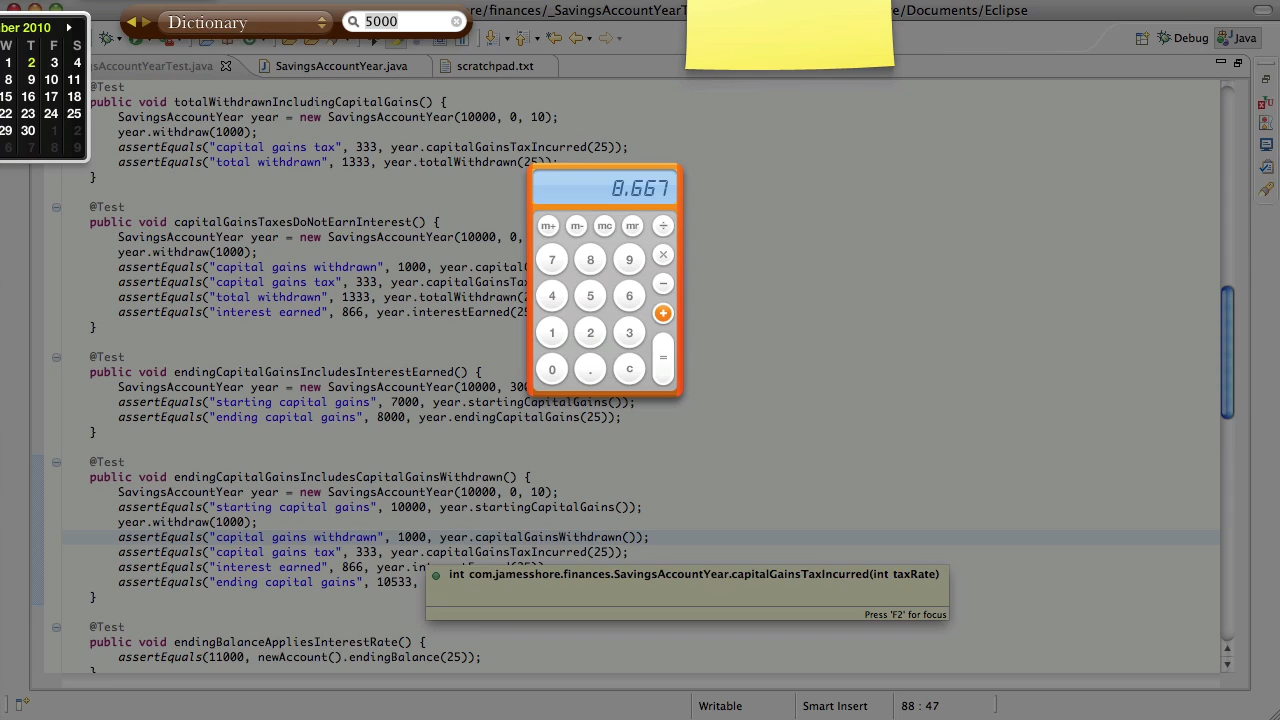 re/finances/_SavingsAccountYearT
e/Documents/Eclipse
ber 2010
Dictionary
5000
W T F S
1 2 3 4
8 9 10 11
15 16 17 18
22 23 24 25
29 30 1 2
6 7 8 9
Debug
Java
gsAccountYearTest.java
SavingsAccountYear.java
scratchpad.txt
@Test
public void totalWithdrawnIncludingCapitalGains() {
SavingsAccountYear year = new SavingsAccountYear(10000, 0, 10);
year.withdraw(1000);
assertEquals("capital gains tax", 333, year.capitalGainsTaxIncurred(25));
assertEquals("total withdrawn", 1333, year.totalWithdrawn(25));
}
@Test
public void capitalGainsTaxesDoNotEarnInterest() {
SavingsAccountYear year = new SavingsAccountYear(10000, 0,
year.withdraw(1000);
assertEquals("capital gains withdrawn", 1000, year.capital
assertEquals("capital gains tax", 333, year.capitalGainsTax
assertEquals("total withdrawn", 1333, year.totalWithdrawn(
assertEquals("interest earned", 866, year.interestEarned(25
}
@Test
public void endingCapitalGainsIncludesInterestEarned() {
SavingsAccountYear year = new SavingsAccountYear(10000, 300
assertEquals("starting capital gains", 7000, year.startingCapitalGains());
assertEquals("ending capital gains", 8000, year.endingCapitalGains(25));
}
@Test
public void endingCapitalGainsIncludesCapitalGainsWithdrawn() {
SavingsAccountYear year = new SavingsAccountYear(10000, 0, 10);
assertEquals("starting capital gains", 10000, year.startingCapitalGains());
year.withdraw(1000);
assertEquals("capital gains withdrawn", 1000, year.capitalGainsWithdrawn());
assertEquals("capital gains tax", 333, year.capitalGainsTaxIncurred(25));
assertEquals("interest earned", 866, year.in
assertEquals("ending capital gains", 10533,
}
@Test
public void endingBalanceAppliesInterestRate() {
assertEquals(11000, newAccount().endingBalance(25));
}
8.667
m+ m- mc mr ÷
7 8 9 ×
4 5 6 −
1 2 3 +
0 . c =
int com.jamesshore.finances.SavingsAccountYear.capitalGainsTaxIncurred(int taxRate)
Press 'F2' for focus
Writable
Smart Insert
88 : 47